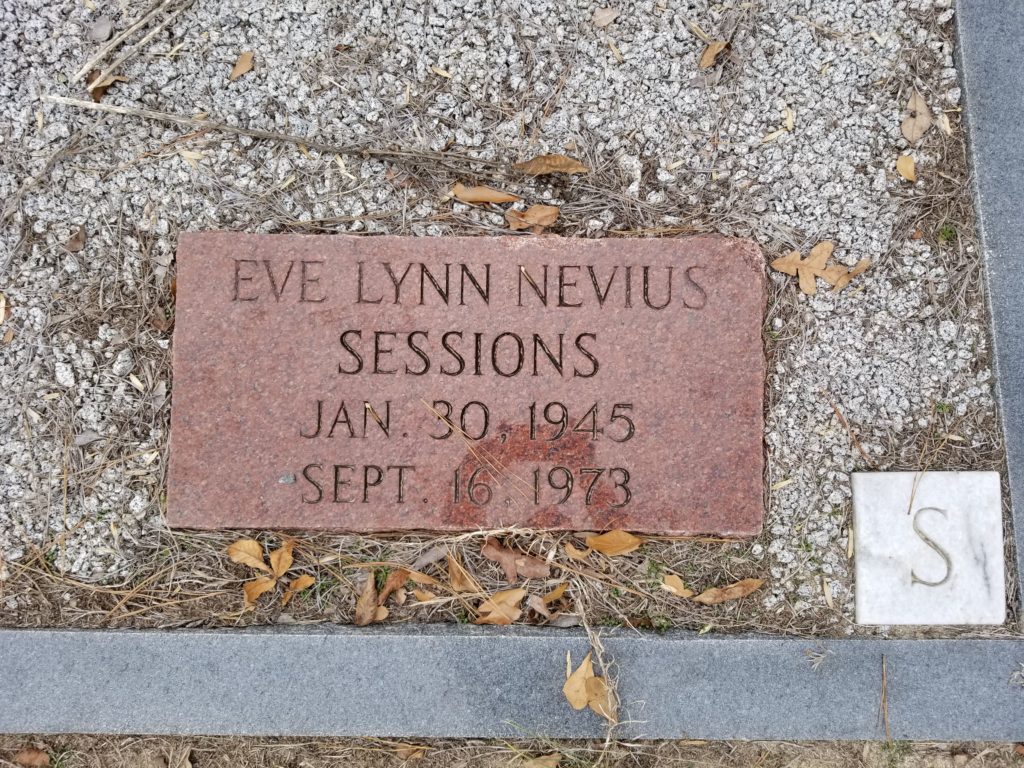 EVE LYNN NEVIUS
SESSIONS
JAN. 30, 1945
SEPT. 16, 1973
S